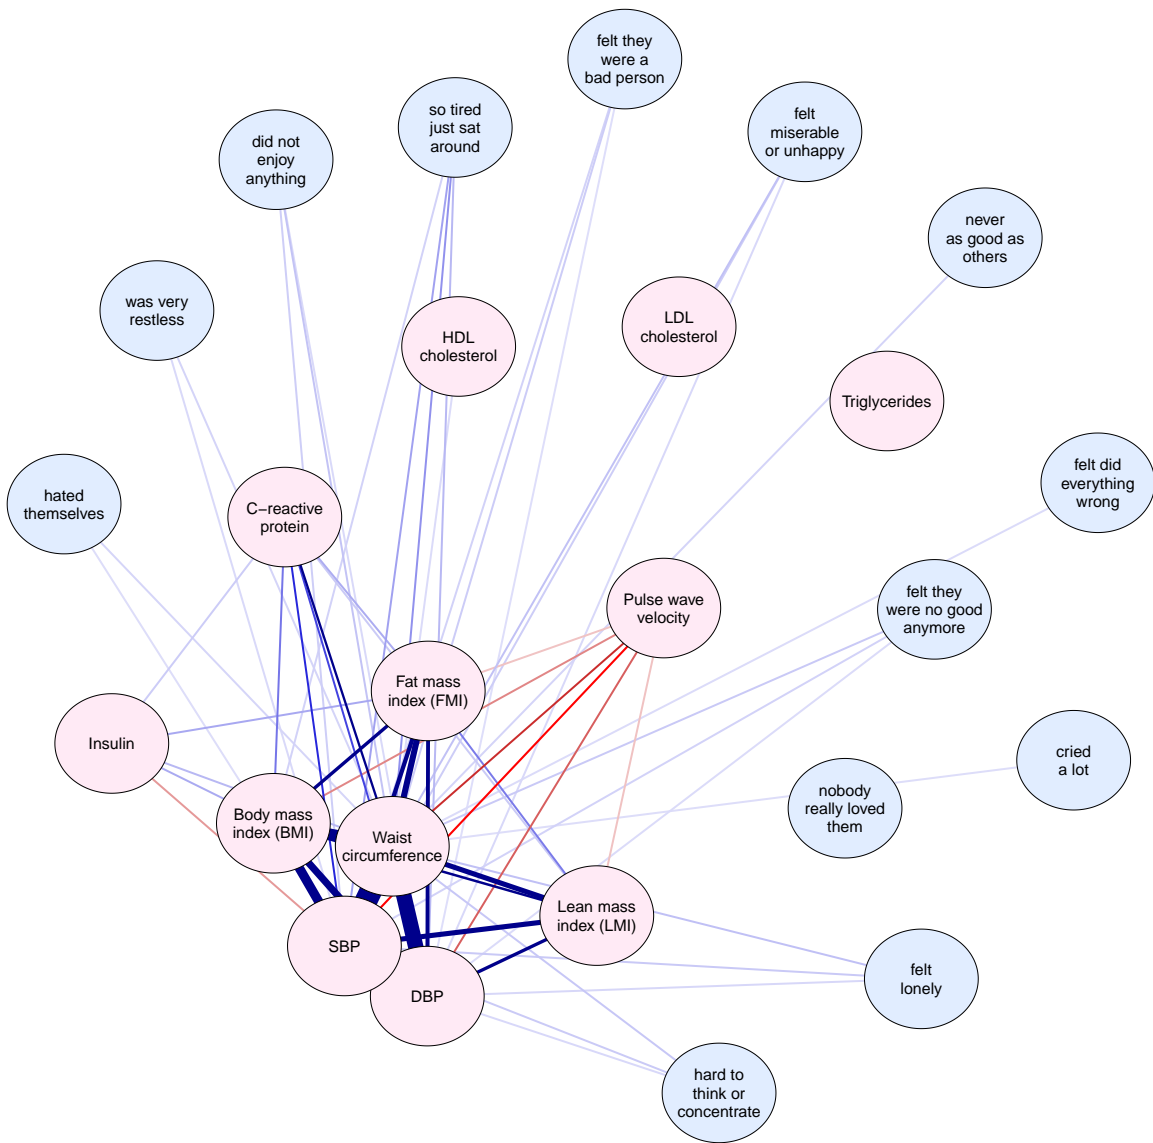 felt they
were a
bad person
so tired
just sat
around
felt
miserable
or unhappy
did not
enjoy
anything
never
as good as
others
was very
restless
HDL
cholesterol
LDL
cholesterol
Triglycerides
felt did
everything
wrong
hated
themselves
C−reactive
protein
Pulse wave
velocity
felt they
were no good
anymore
Fat mass
index (FMI)
Insulin
cried
a lot
nobody
really loved
them
Body mass
index (BMI)
Waist
circumference
Lean mass
index (LMI)
SBP
DBP
felt
lonely
hard to
think or
concentrate